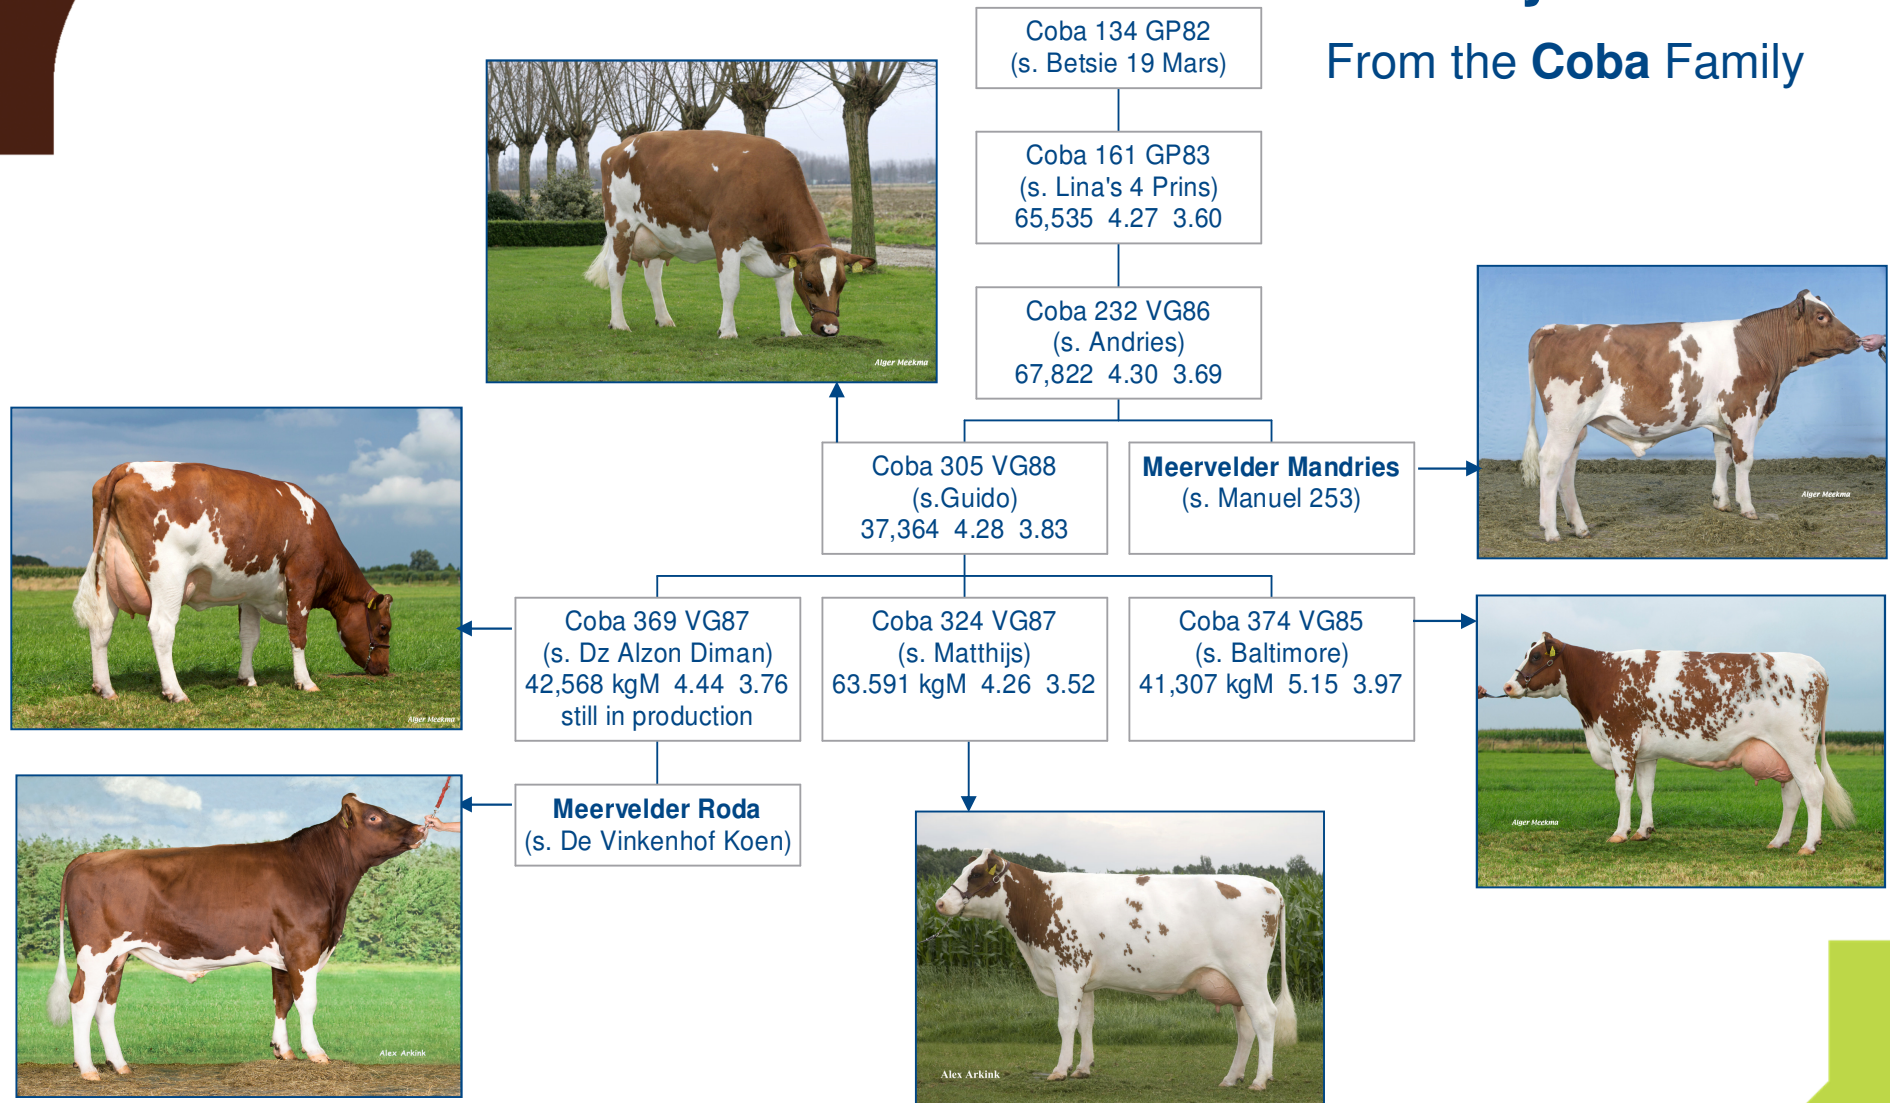 From the Coba Family
Coba 134 GP82
(s. Betsie 19 Mars)
Coba 161 GP83
(s. Lina's 4 Prins)
65,535 4.27 3.60
Coba 232 VG86
(s. Andries)
67,822 4.30 3.69
Coba 305 VG88
(s.Guido)
37,364 4.28 3.83
Meervelder Mandries
(s. Manuel 253)
Coba 369 VG87
(s. Dz Alzon Diman)
42,568 kgM 4.44 3.76
still in production
Coba 324 VG87
(s. Matthijs)
63.591 kgM 4.26 3.52
Coba 374 VG85
(s. Baltimore)
41,307 kgM 5.15 3.97
Meervelder Roda
(s. De Vinkenhof Koen)
Alger Meekma
Alger Meekma
Alger Meekma
Alger Meekma
Alex Arkink
Alex Arkink